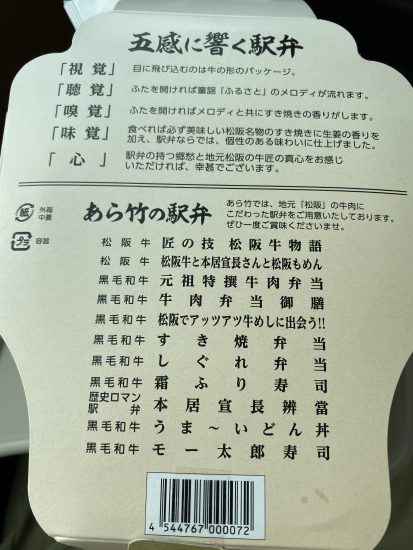 五感に響く駅弁
「視覚」 目に飛び込むのは牛の形のパッケージ。
「聴覚」 ふたを開ければ童謡「ふるさと」のメロディが流れます。
「嗅覚」 ふたを開ければメロディと共にすき焼きの香りがします。
「味覚」 食べれば必ず美味しい松阪名物のすき焼きに生姜の香りを
加え、駅弁ならでは、個性のある味わいに仕上げました。
「心」 駅弁の持つ郷愁と地元松阪の牛匠の真心をお感じ
いただければ、幸甚でございます。
紙 外箱
中敷
プラ 容器
あら竹の駅弁
あら竹では、地元「松阪」の牛肉に
こだわった駅弁をご用意いたしております。
ぜひ一度ご賞味くださいませ。
松阪牛 匠の技 松阪牛物語
松阪牛 松阪牛と本居宣長さんと松阪もめん
黒毛和牛 元祖特撰牛肉弁当
黒毛和牛 牛肉弁当御膳
黒毛和牛 松阪でアッツアツ牛めしに出会う!!
黒毛和牛 すき焼弁当
黒毛和牛 しぐれ弁当
黒毛和牛 霜ふり寿司
歴史ロマン
駅弁 本居宣長辨當
黒毛和牛 うま〜いどん丼
黒毛和牛 モー太郎寿司
4 544767 000072